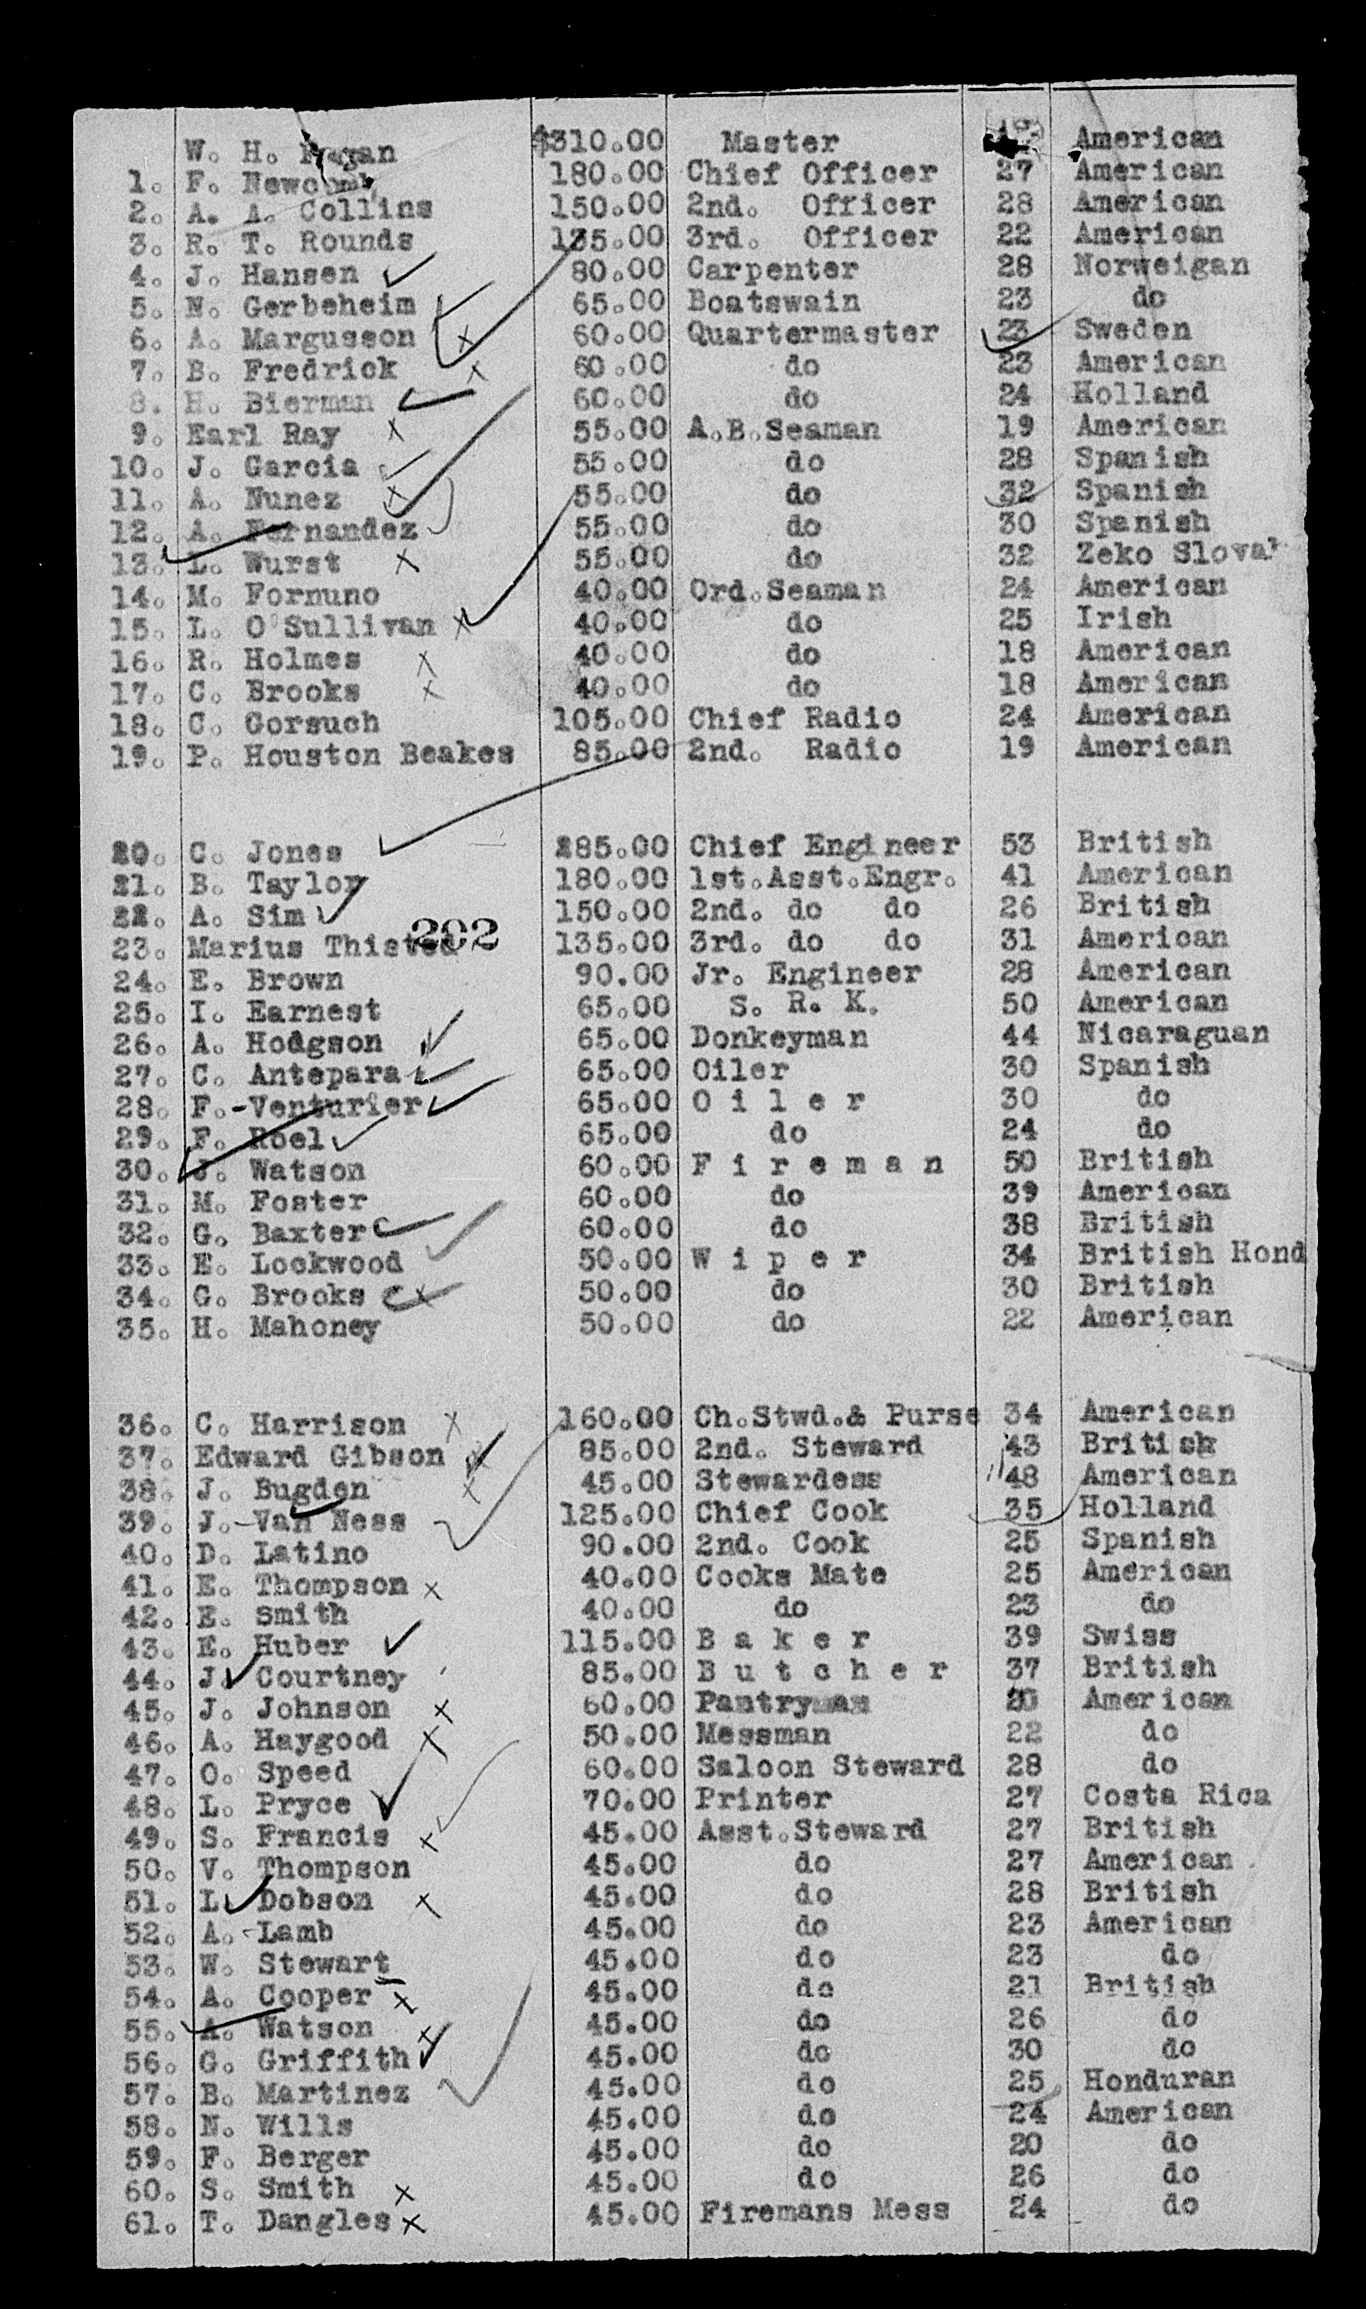 W. H. $310.00 Master American
1. F. Newcomb 180.00 Chief Officer 27 American
2. A. A. Collins 150.00 2nd. Officer 28 American
3. R. T. Rounds 135.00 3rd. Officer 22 American
4. J. Hansen 80.00 Carpenter 28 Norweigan
5. N. Gerbeheim 65.00 Boatswain 23 do
6. A. Margusson 60.00 Quartermaster 23 Sweden
7. B. Fredrick 60.00 do 23 American
8. H. Bierman 60.00 do 24 Holland
9. Earl Ray 55.00 A.B.Seaman 19 American
10. J. Garcia 55.00 do 28 Spanish
11. A. Nunez 55.00 do 32 Spanish
12. A. Fernandez 55.00 do 30 Spanish
13. L. Wurst 55.00 do 32 Zeko Slovak
14. M. Fornuno 40.00 Ord.Seaman 24 American
15. L. O'Sullivan 40.00 do 25 Irish
16. R. Holmes 40.00 do 18 American
17. C. Brooks 40.00 do 18 American
18. C. Gorsuch 105.00 Chief Radio 24 American
19. P. Houston Beakes 85.00 2nd. Radio 19 American
20. C. Jones 285.00 Chief Engineer 53 British
21. B. Taylor 180.00 1st.Asst.Engr. 41 American
22. A. Sim 150.00 2nd. do do 26 British
202
23. Marius Thisted 135.00 3rd. do do 31 American
24. E. Brown 90.00 Jr. Engineer 28 American
25. I. Earnest 65.00 S. R. K. 50 American
26. A. Hodgson 65.00 Donkeyman 44 Nicaraguan
27. C. Antepara 65.00 Oiler 30 Spanish
28. F. Venturier 65.00 O i l e r 30 do
29. F. Roel 65.00 do 24 do
30. J. Watson 60.00 F i r e m a n 50 British
31. M. Foster 60.00 do 39 American
32. G. Baxter 60.00 do 38 British
33. E. Lockwood 50.00 W i p e r 34 British Hond
34. G. Brooks 50.00 do 30 British
35. H. Mahoney 50.00 do 22 American
36. C. Harrison 160.00 Ch.Stwd.& Purse 34 American
37. Edward Gibson 85.00 2nd. Steward 43 British
38. J. Bugden 45.00 Stewardess 48 American
39. J. Van Ness 125.00 Chief Cook 35 Holland
40. D. Latino 90.00 2nd. Cook 25 Spanish
41. E. Thompson 40.00 Cooks Mate 25 American
42. E. Smith 40.00 do 23 do
43. E. Huber 115.00 B a k e r 39 Swiss
44. J. Courtney 85.00 B u t c h e r 37 British
45. J. Johnson 60.00 Pantryman 20 American
46. A. Haygood 50.00 Messman 22 do
47. O. Speed 60.00 Saloon Steward 28 do
48. L. Pryce 70.00 Printer 27 Costa Rica
49. S. Francis 45.00 Asst.Steward 27 British
50. V. Thompson 45.00 do 27 American
51. L. Dobson 45.00 do 28 British
52. A. Lamb 45.00 do 23 American
53. W. Stewart 45.00 do 23 do
54. A. Cooper 45.00 do 21 British
55. A. Watson 45.00 do 26 do
56. G. Griffith 45.00 do 30 do
57. B. Martinez 45.00 do 25 Honduran
58. N. Wills 45.00 do 24 American
59. F. Berger 45.00 do 20 do
60. S. Smith 45.00 do 26 do
61. T. Dangles 45.00 Firemans Mess 24 do